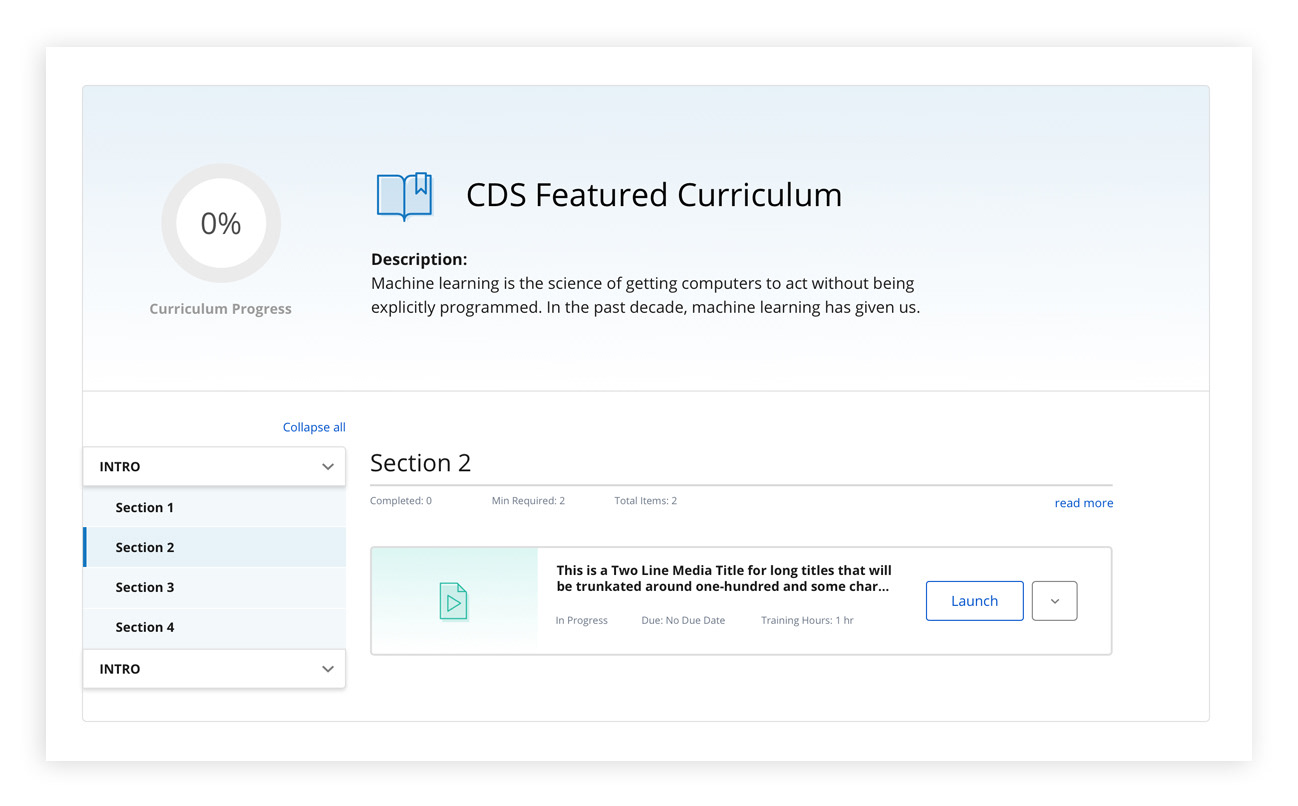 0%
Curriculum Progress
CDS Featured Curriculum
Description:
Machine learning is the science of getting computers to act without being
explicitly programmed. In the past decade, machine learning has given us.
Collapse all
INTRO
Section 1
Section 2
Section 3
Section 4
INTRO
Section 2
Completed: 0 Min Required: 2 Total Items: 2
read more
This is a Two Line Media Title for long titles that will
be trunkated around one-hundred and some char...
In Progress Due: No Due Date Training Hours: 1 hr
Launch